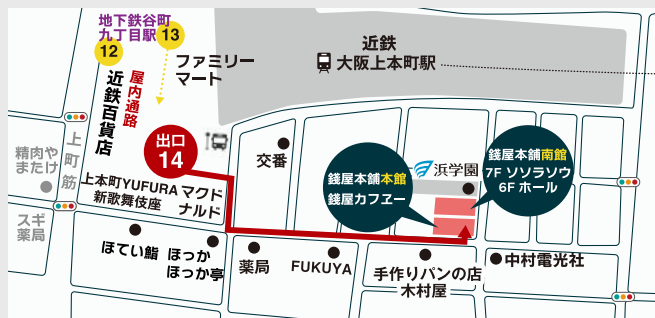 地下鉄谷町
九丁目駅
13
12
屋内通路
近鉄百貨店
ファミリー
マート
近鉄
大阪上本町駅
上町筋
精肉や
またけ
スギ
薬局
出口
14
上本町YUFURA
新歌舞伎座
マクド
ナルド
交番
銭屋本舗本館
銭屋カフヱー
浜学園
銭屋本舗南館
7F ソソラソウ
6F ホール
ほてい鮨
ほっか
ほっか亭
薬局
FUKUYA
手作りパンの店
木村屋
中村電光社